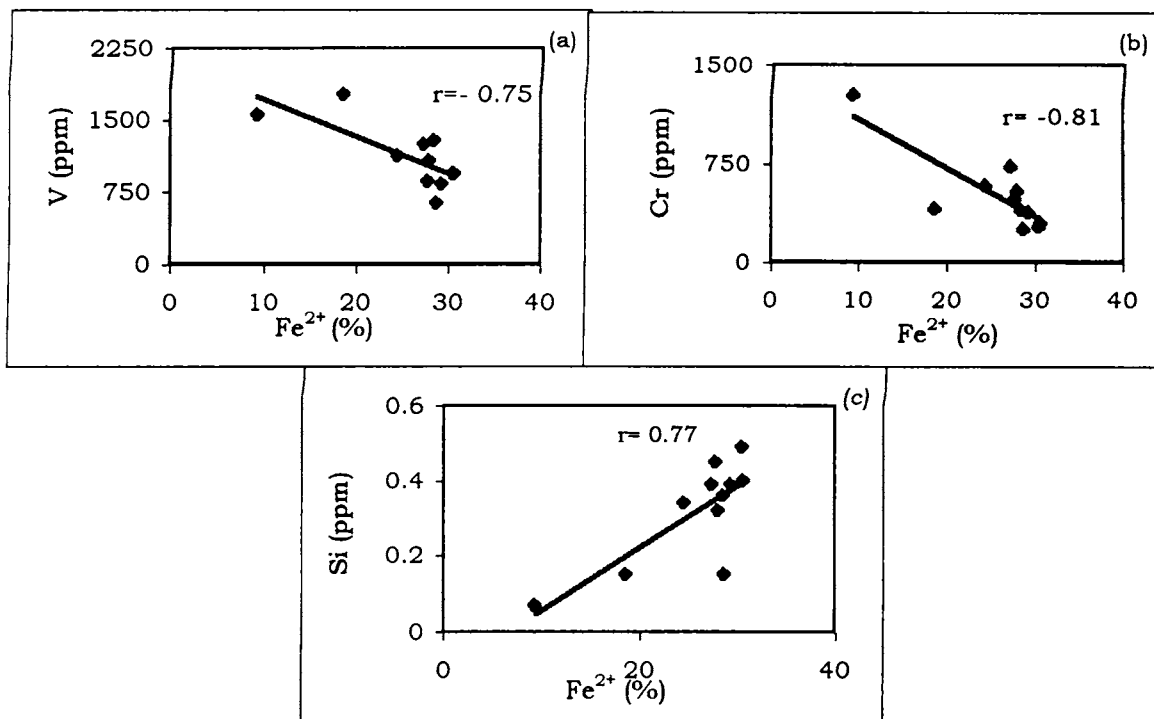 (a)
2250
1500
750
0
V (ppm)
r=- 0.75
0 10 20 30 40
Fe²⁺ (%)
(b)
1500
750
0
Cr (ppm)
r= -0.81
0 10 20 30 40
Fe²⁺ (%)
(c)
0.6
0.4
0.2
0
Si (ppm)
r= 0.77
0 20 40
Fe²⁺ (%)